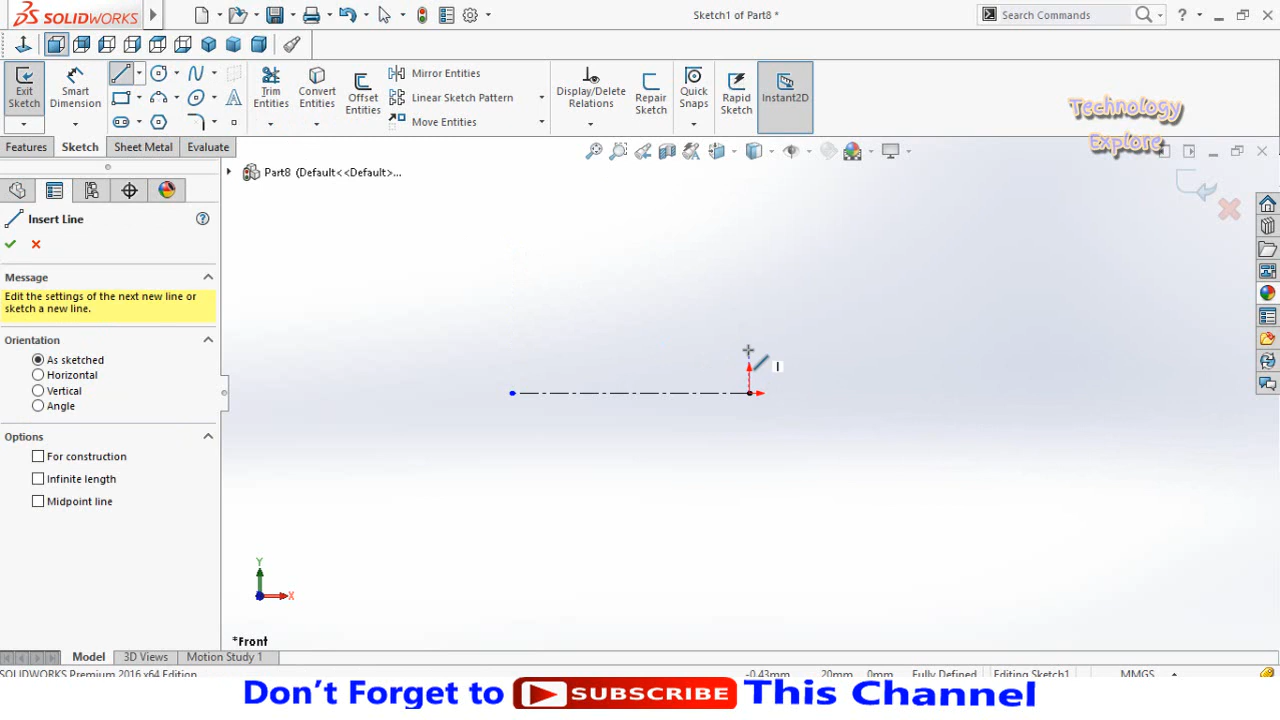 SOLIDWORKS
Sketch1 of Part8 *
Search Commands
Exit Sketch
Smart Dimension
Trim Entities
Convert Entities
Offset Entities
Mirror Entities
Linear Sketch Pattern
Move Entities
Display/Delete Relations
Repair Sketch
Quick Snaps
Rapid Sketch
Instant2D
Technology
Explore
Features Sketch Sheet Metal Evaluate
Part8 (Default<<Default>...
Insert Line
Message
Edit the settings of the next new line or
sketch a new line.
Orientation
As sketched
Horizontal
Vertical
Angle
Options
For construction
Infinite length
Midpoint line
Y
X
*Front
Model 3D Views Motion Study 1
SOLIDWORKS Premium 2016 x64 Edition
-0.43mm 20mm 0mm Fully Defined Editing Sketch1 MMGS
Don't Forget to SUBSCRIBE This Channel